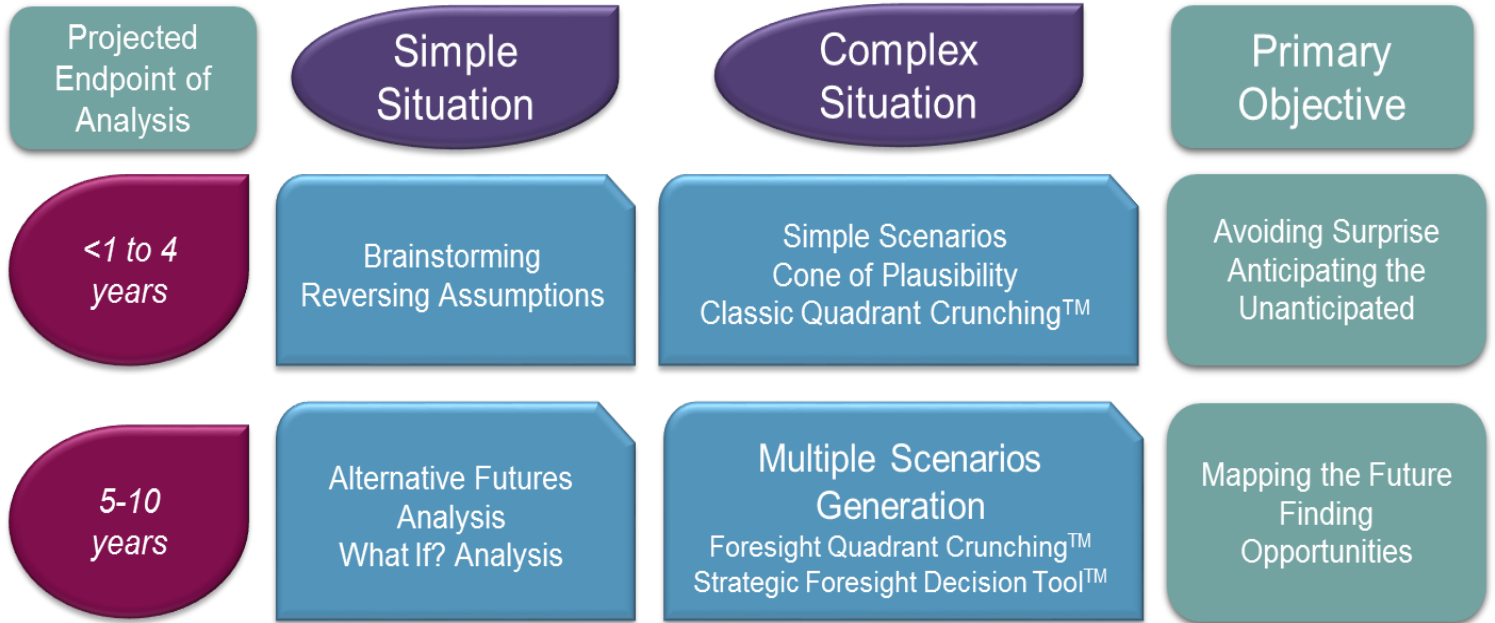 Projected
Endpoint of
Analysis
Simple
Situation
Complex
Situation
Primary
Objective
<1 to 4
years
Brainstorming
Reversing Assumptions
Simple Scenarios
Cone of Plausibility
Classic Quadrant Crunching™
Avoiding Surprise
Anticipating the
Unanticipated
5-10
years
Alternative Futures
Analysis
What If? Analysis
Multiple Scenarios
Generation
Foresight Quadrant Crunching™
Strategic Foresight Decision Tool™
Mapping the Future
Finding
Opportunities